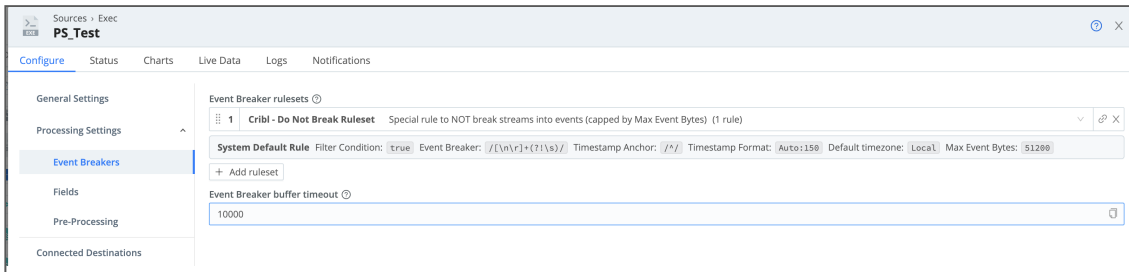 Sources › Exec
PS_Test
EXE
Configure Status Charts Live Data Logs Notifications
General Settings
Processing Settings
Event Breakers
Fields
Pre-Processing
Connected Destinations
Event Breaker rulesets
1 Cribl - Do Not Break Ruleset Special rule to NOT break streams into events (capped by Max Event Bytes) (1 rule)
System Default Rule Filter Condition: true Event Breaker: /[\n\r]+(?!\s)/ Timestamp Anchor: /^/ Timestamp Format: Auto:150 Default timezone: Local Max Event Bytes: 51200
+ Add ruleset
Event Breaker buffer timeout
10000